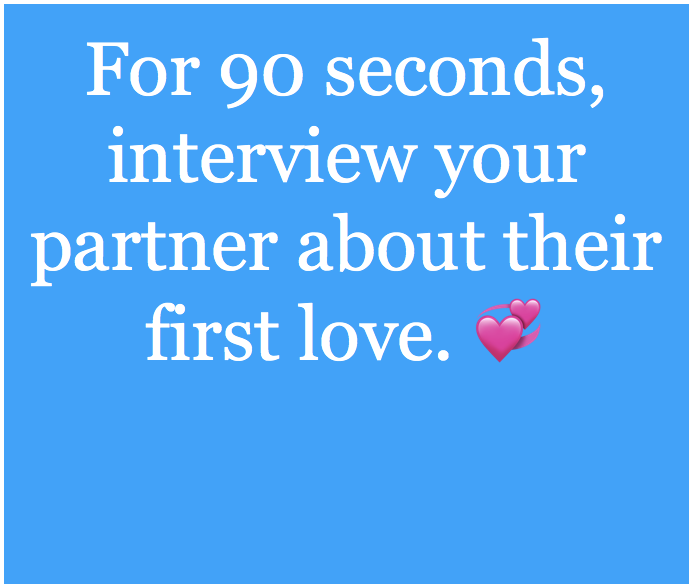 For 90 seconds,
interview your
partner about their
first love. 💞